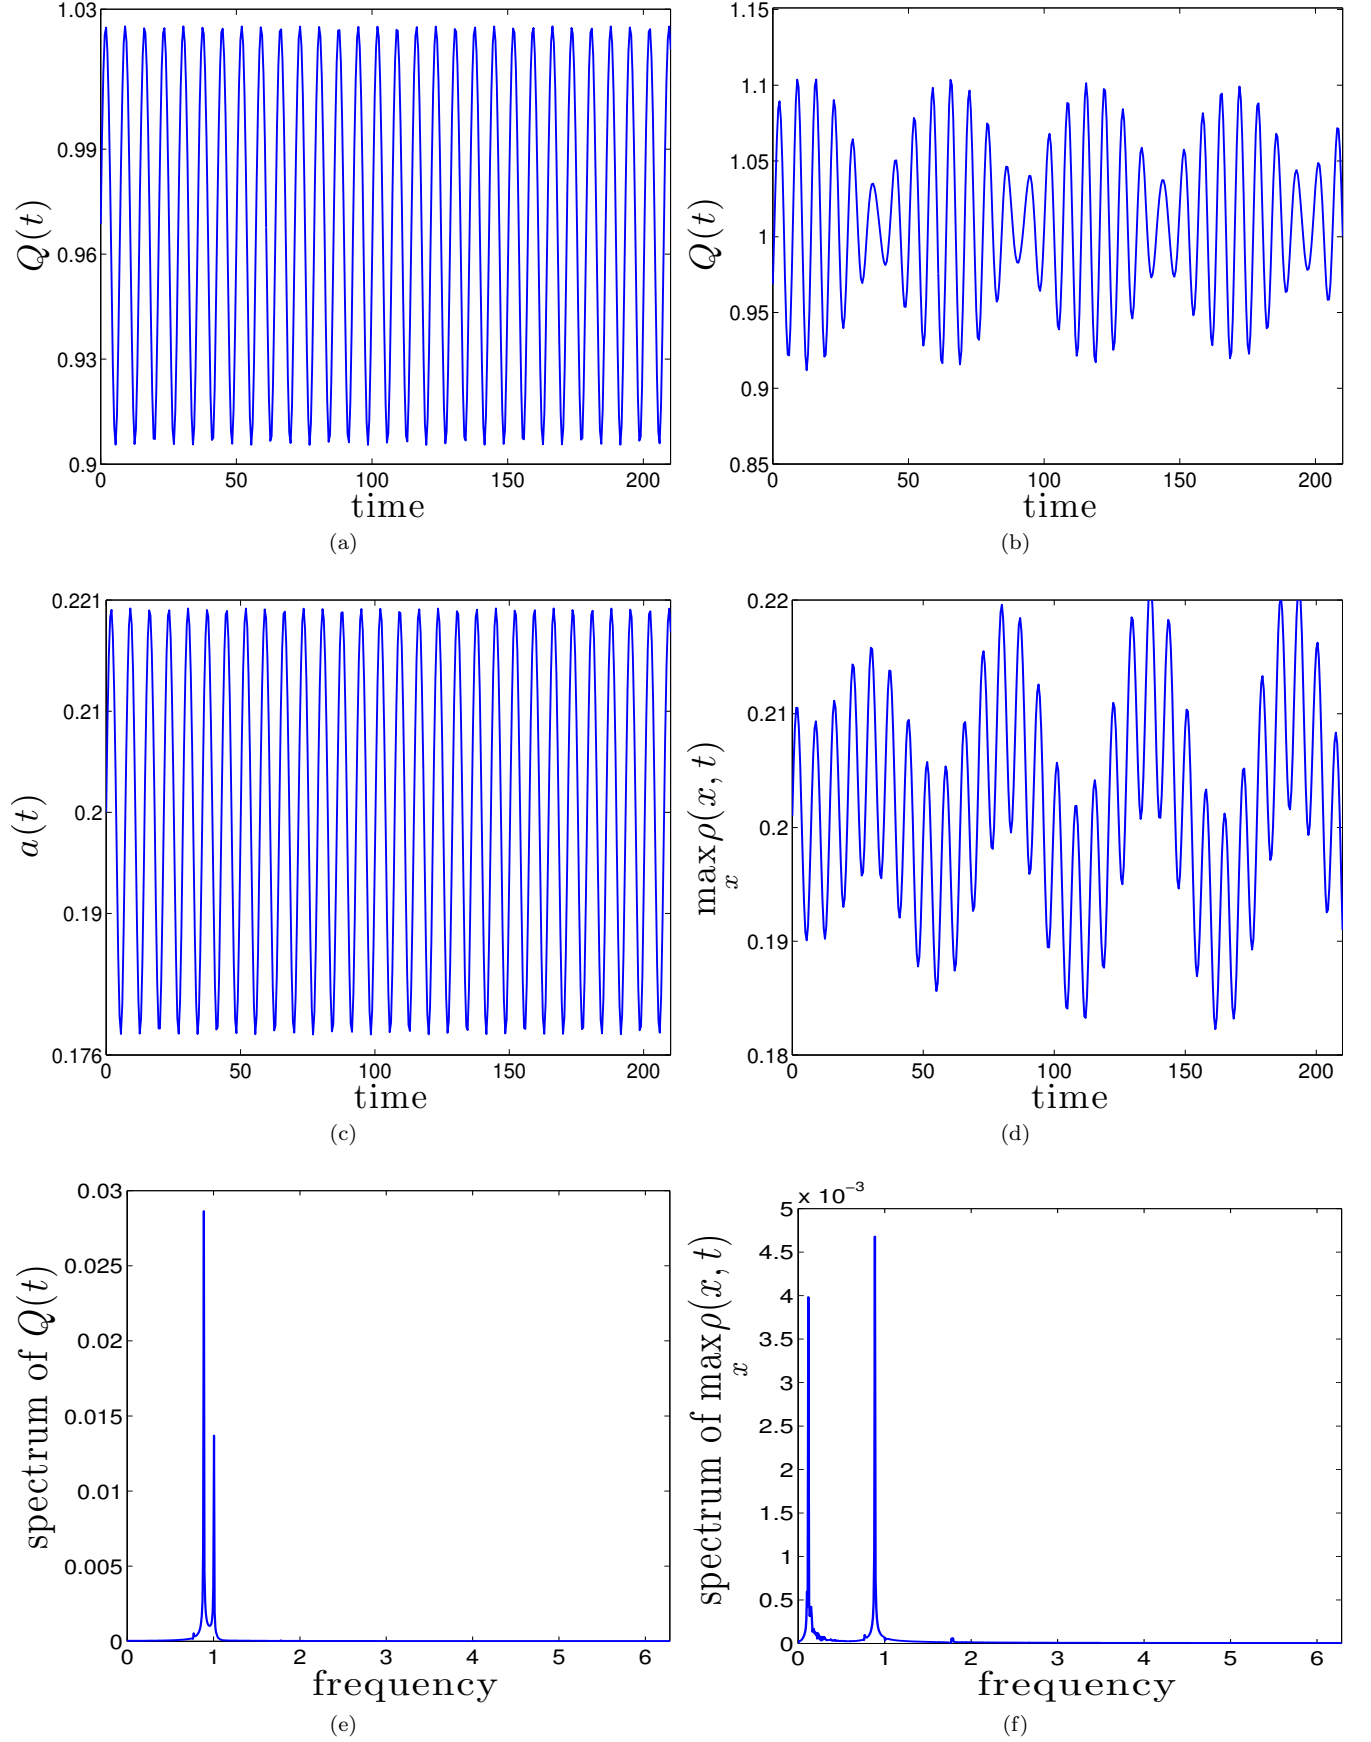 1.03
0.99
0.96
0.93
0.9
0 50 100 150 200
Q(t)
time
(a)
1.15
1.1
1.05
1
0.95
0.9
0.85
0 50 100 150 200
Q(t)
time
(b)
0.221
0.21
0.2
0.19
0.176
0 50 100 150 200
a(t)
time
(c)
0.22
0.21
0.2
0.19
0.18
0 50 100 150 200
max ρ(x, t)
x
time
(d)
0.03
0.025
0.02
0.015
0.01
0.005
0
0 1 2 3 4 5 6
spectrum of Q(t)
frequency
(e)
x 10⁻³
5
4.5
4
3.5
3
2.5
2
1.5
1
0.5
0
0 1 2 3 4 5 6
spectrum of max ρ(x, t)
x
frequency
(f)